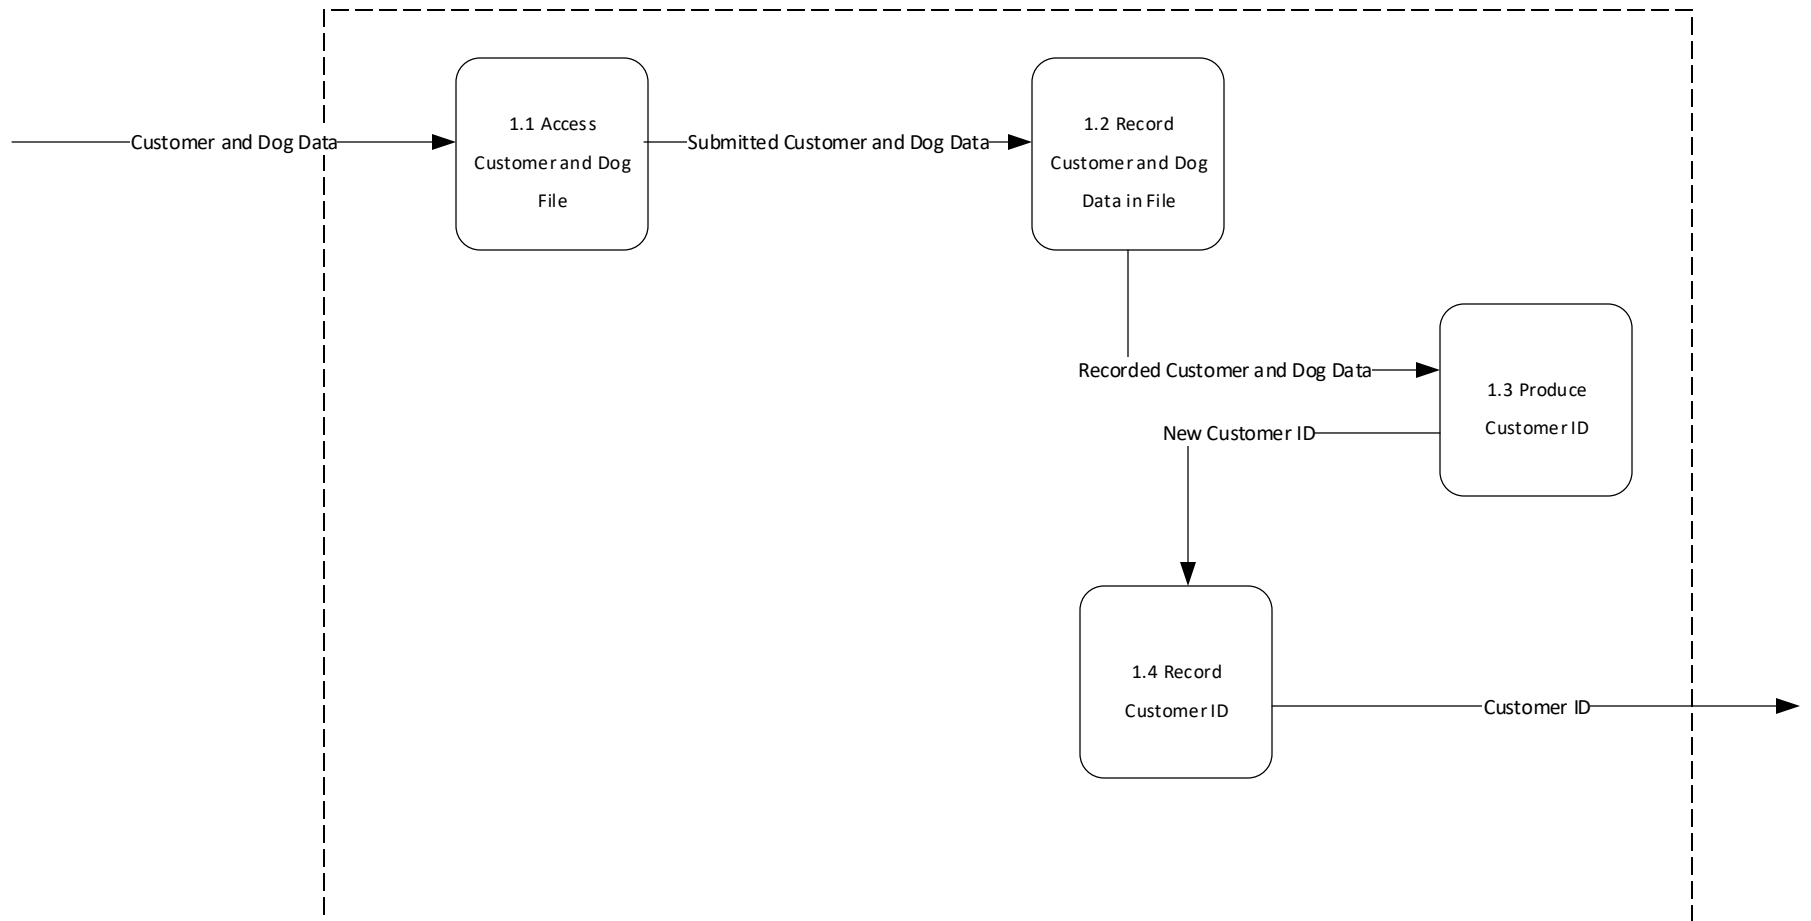 Customer and Dog Data
1.1 Access
Customer and Dog
File
Submitted Customer and Dog Data
1.2 Record
Customer and Dog
Data in File
Recorded Customer and Dog Data
1.3 Produce
Customer ID
New Customer ID
1.4 Record
Customer ID
Customer ID